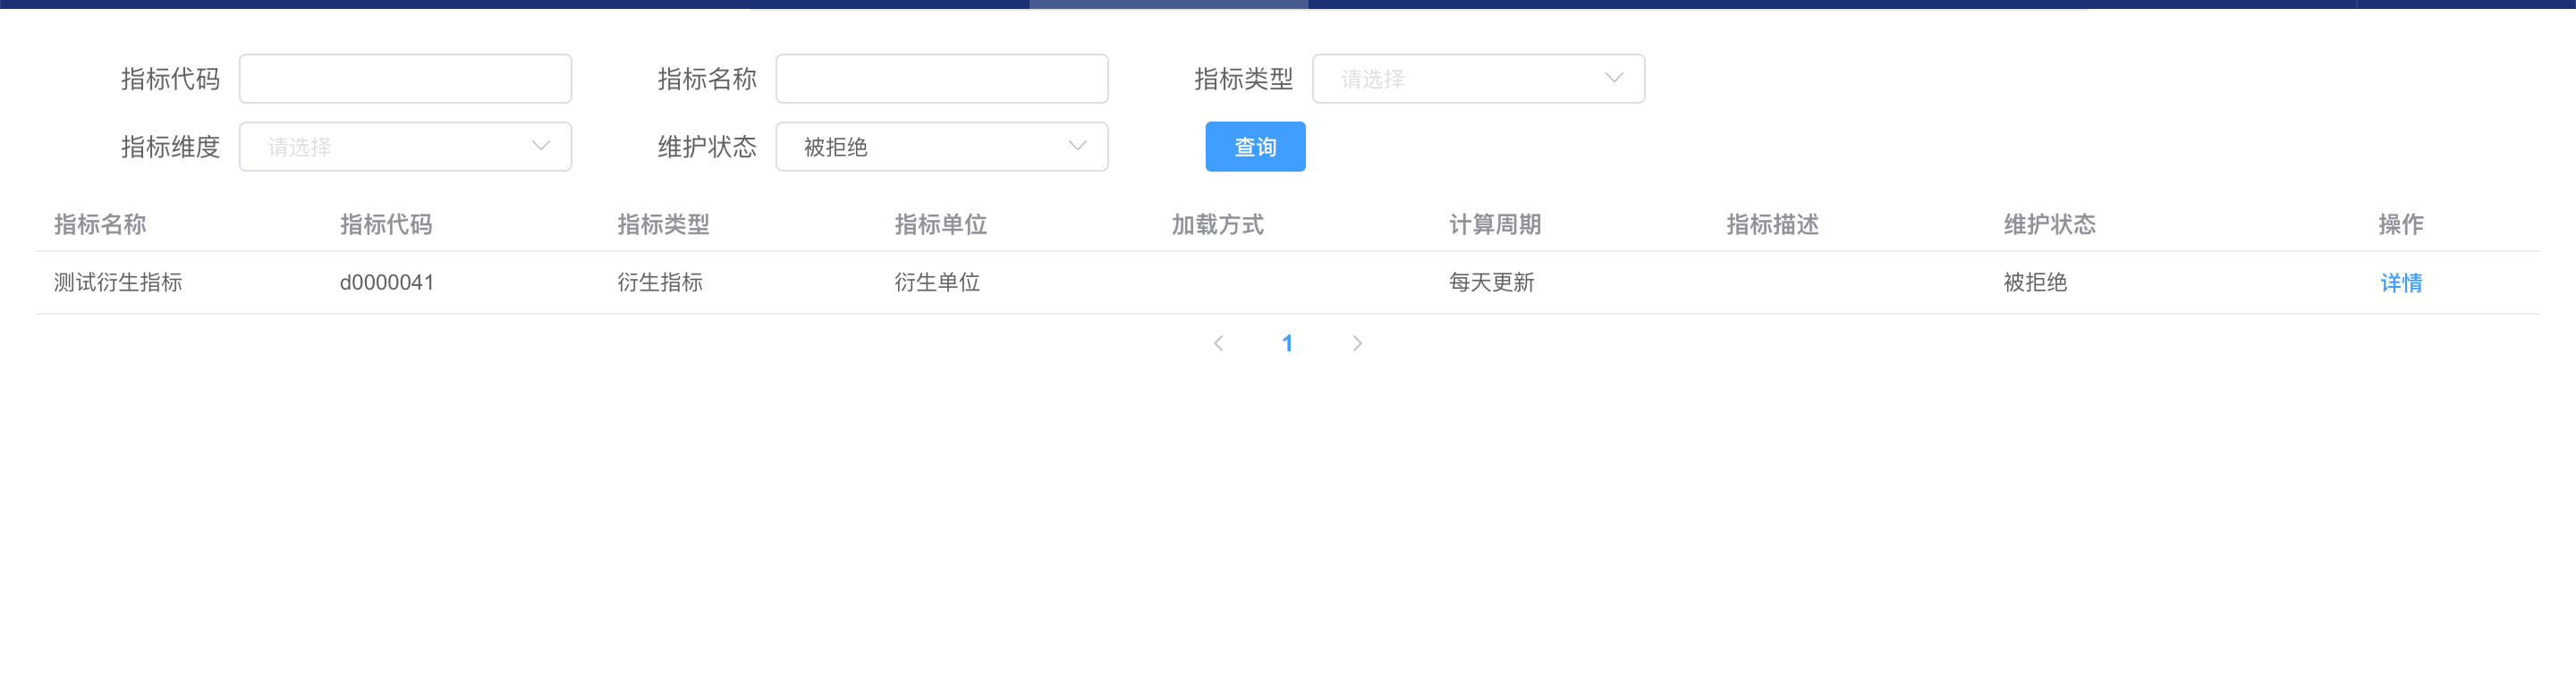 指标代码 指标名称 指标类型 请选择
指标维度 请选择 维护状态 被拒绝 查询
指标名称 指标代码 指标类型 指标单位 加载方式 计算周期 指标描述 维护状态 操作
测试衍生指标 d0000041 衍生指标 衍生单位 每天更新 被拒绝 详情
1